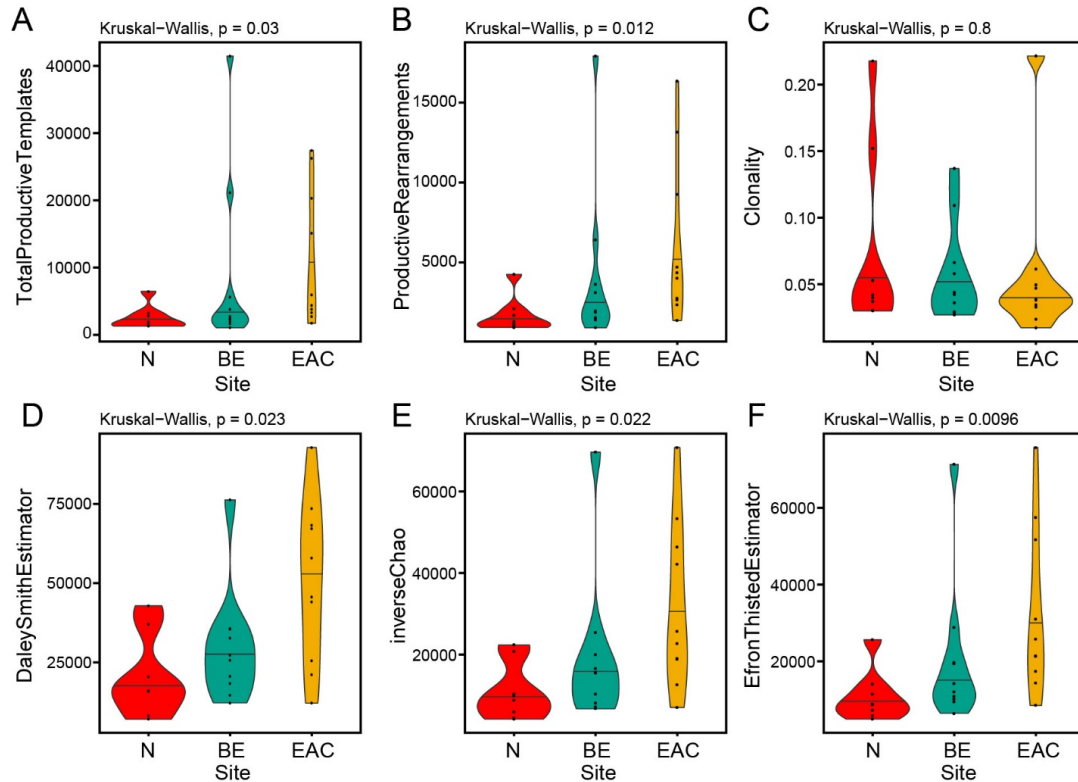 A
Kruskal–Wallis, p = 0.03
TotalProductiveTemplates
40000
30000
20000
10000
0
N BE EAC
Site
B
Kruskal–Wallis, p = 0.012
ProductiveRearrangements
15000
10000
5000
N BE EAC
Site
C
Kruskal–Wallis, p = 0.8
Clonality
0.20
0.15
0.10
0.05
N BE EAC
Site
D
Kruskal–Wallis, p = 0.023
DaleySmithEstimator
75000
50000
25000
N BE EAC
Site
E
Kruskal–Wallis, p = 0.022
inverseChao
60000
40000
20000
N BE EAC
Site
F
Kruskal–Wallis, p = 0.0096
EfronThistedEstimator
60000
40000
20000
N BE EAC
Site